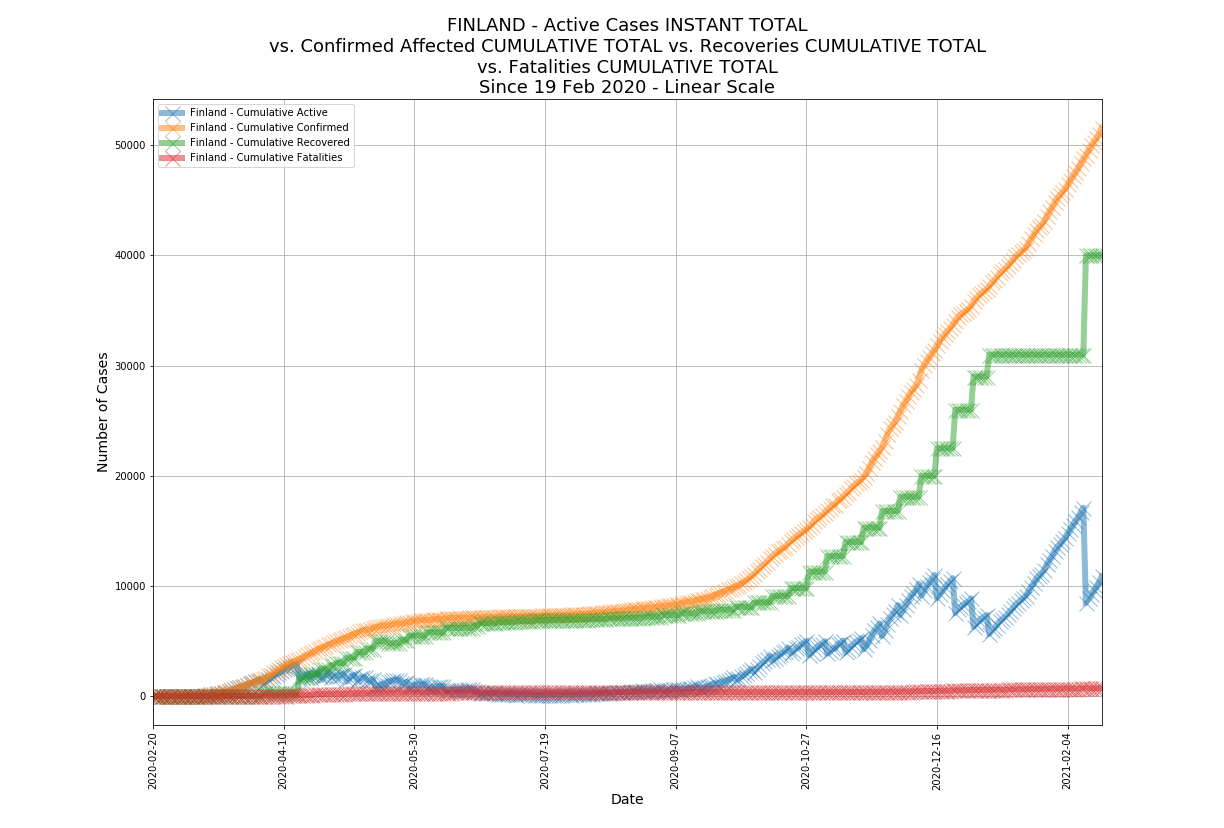 FINLAND - Active Cases INSTANT TOTAL
vs. Confirmed Affected CUMULATIVE TOTAL vs. Recoveries CUMULATIVE TOTAL
vs. Fatalities CUMULATIVE TOTAL
Since 19 Feb 2020 - Linear Scale
Finland - Cumulative Active
Finland - Cumulative Confirmed
Finland - Cumulative Recovered
Finland - Cumulative Fatalities
Number of Cases
50000
40000
30000
20000
10000
0
2020-02-20
2020-04-10
2020-05-30
2020-07-19
2020-09-07
2020-10-27
2020-12-16
2021-02-04
Date